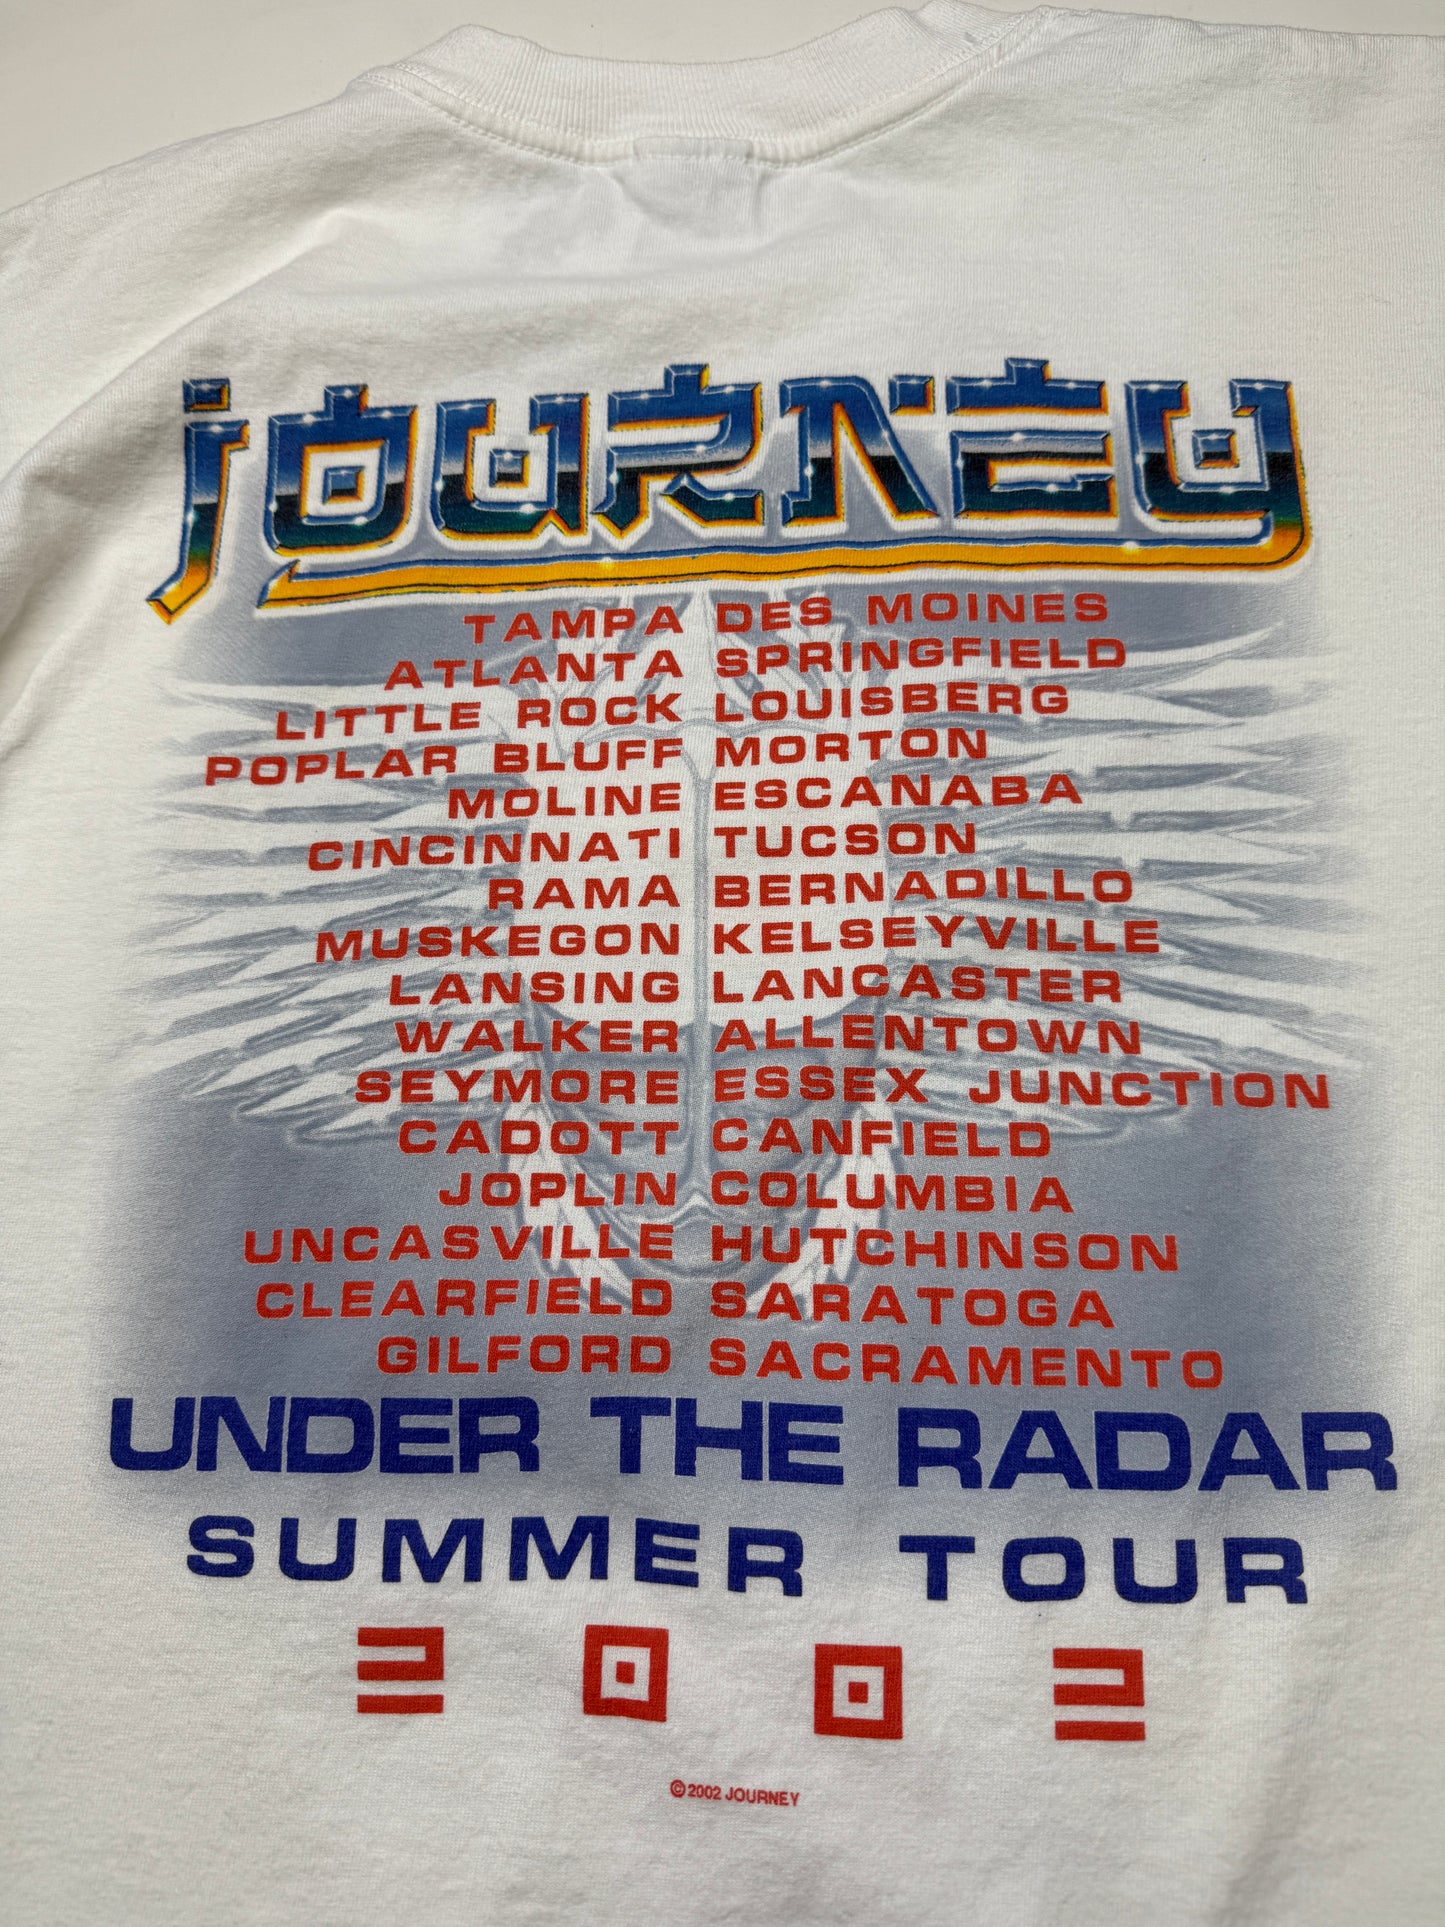 JOURNEY
TAMPA DES MOINES
ATLANTA SPRINGFIELD
LITTLE ROCK LOUISBERG
POPLAR BLUFF MORTON
MOLINE ESCANABA
CINCINNATI TUCSON
RAMA BERNADILLO
MUSKEGON KELSEYVILLE
LANSING LANCASTER
WALKER ALLENTOWN
SEYMORE ESSEX JUNCTION
CADOTT CANFIELD
JOPLIN COLUMBIA
UNCASVILLE HUTCHINSON
CLEARFIELD SARATOGA
GILFORD SACRAMENTO
UNDER THE RADAR
SUMMER TOUR
2002
©2002 JOURNEY